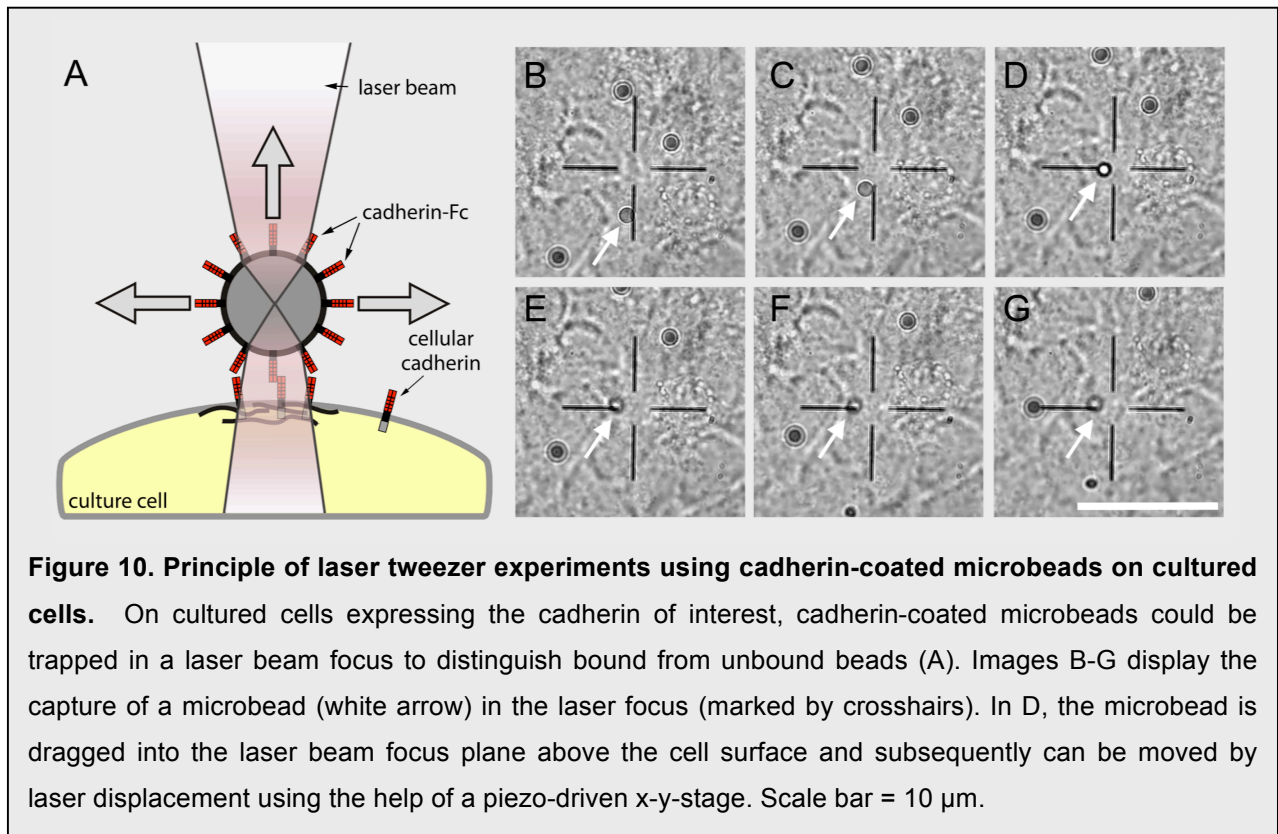 A
laser beam
cadherin-Fc
cellular
cadherin
culture cell
B
C
D
E
F
G
Figure 10. Principle of laser tweezer experiments using cadherin-coated microbeads on cultured
cells. On cultured cells expressing the cadherin of interest, cadherin-coated microbeads could be
trapped in a laser beam focus to distinguish bound from unbound beads (A). Images B-G display the
capture of a microbead (white arrow) in the laser focus (marked by crosshairs). In D, the microbead is
dragged into the laser beam focus plane above the cell surface and subsequently can be moved by
laser displacement using the help of a piezo-driven x-y-stage. Scale bar = 10 µm.